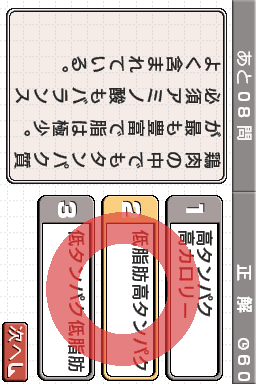 あと08問
鶏肉の中でもタンパク質
が最も豊富で脂は極少。
必須アミノ酸もバランス
よく含まれている。
正解 060
1
高タンパク
高カロリー
2
低脂肪高タンパク
3
低タンパク低脂肪
次へL